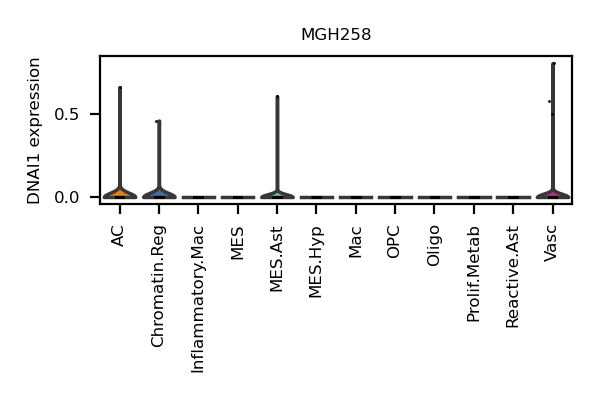 MGH258
DNAI1 expression
0.5
0.0
AC
Chromatin.Reg
Inflammatory.Mac
MES
MES.Ast
MES.Hyp
Mac
OPC
Oligo
Prolif.Metab
Reactive.Ast
Vasc